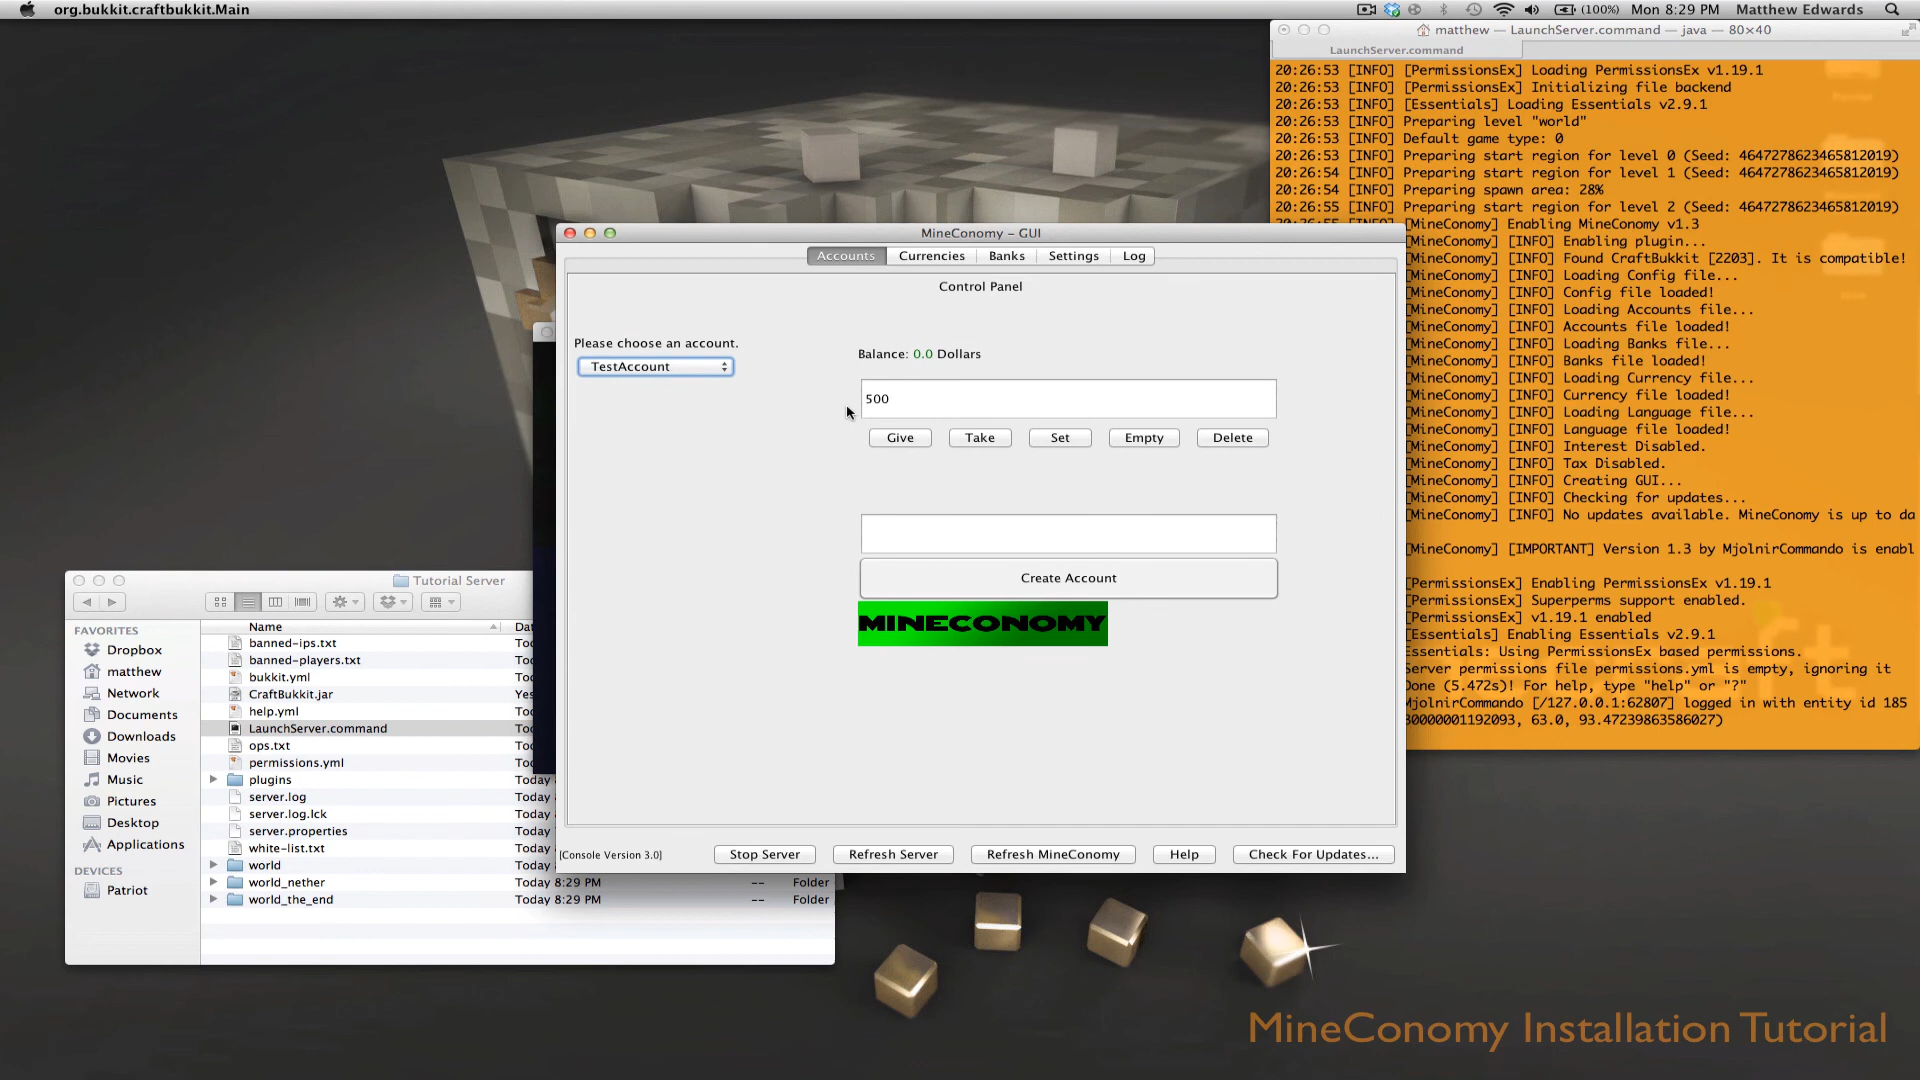 org.bukkit.craftbukkit.Main
(100%) Mon 8:29 PM Matthew Edwards
matthew — LaunchServer.command — java — 80×40
LaunchServer.command
20:26:53 [INFO] [PermissionsEx] Loading PermissionsEx v1.19.1
20:26:53 [INFO] [PermissionsEx] Initializing file backend
20:26:53 [INFO] [Essentials] Loading Essentials v2.9.1
20:26:53 [INFO] Preparing level "world"
20:26:53 [INFO] Default game type: 0
20:26:53 [INFO] Preparing start region for level 0 (Seed: 4647278623465812019)
20:26:54 [INFO] Preparing start region for level 1 (Seed: 4647278623465812019)
20:26:54 [INFO] Preparing spawn area: 28%
20:26:55 [INFO] Preparing start region for level 2 (Seed: 4647278623465812019)
[MineConomy] Enabling MineConomy v1.3
[MineConomy] [INFO] Enabling plugin...
[MineConomy] [INFO] Found CraftBukkit [2203]. It is compatible!
[MineConomy] [INFO] Loading Config file...
[MineConomy] [INFO] Config file loaded!
[MineConomy] [INFO] Loading Accounts file...
[MineConomy] [INFO] Accounts file loaded!
[MineConomy] [INFO] Loading Banks file...
[MineConomy] [INFO] Banks file loaded!
[MineConomy] [INFO] Loading Currency file...
[MineConomy] [INFO] Currency file loaded!
[MineConomy] [INFO] Loading Language file...
[MineConomy] [INFO] Language file loaded!
[MineConomy] [INFO] Interest Disabled.
[MineConomy] [INFO] Tax Disabled.
[MineConomy] [INFO] Creating GUI...
[MineConomy] [INFO] Checking for updates...
[MineConomy] [INFO] No updates available. MineConomy is up to da
[MineConomy] [IMPORTANT] Version 1.3 by MjolnirCommando is enabl
[PermissionsEx] Enabling PermissionsEx v1.19.1
[PermissionsEx] Superperms support enabled.
[PermissionsEx] v1.19.1 enabled
[Essentials] Enabling Essentials v2.9.1
Essentials: Using PermissionsEx based permissions.
Server permissions file permissions.yml is empty, ignoring it
Done (5.472s)! For help, type "help" or "?"
MjolnirCommando [/127.0.0.1:62807] logged in with entity id 185
30000001192093, 63.0, 93.47239863586027)
MineConomy – GUI
Accounts Currencies Banks Settings Log
Control Panel
Please choose an account.
TestAccount
Balance: 0.0 Dollars
500
Give Take Set Empty Delete
Create Account
MINECONOMY
[Console Version 3.0] Stop Server Refresh Server Refresh MineConomy Help Check For Updates...
Tutorial Server
FAVORITES
Dropbox
matthew
Network
Documents
Downloads
Movies
Music
Pictures
Desktop
Applications
DEVICES
Patriot
Name
banned-ips.txt
banned-players.txt
bukkit.yml
CraftBukkit.jar
help.yml
LaunchServer.command
ops.txt
permissions.yml
plugins
server.log
server.log.lck
server.properties
white-list.txt
world
world_nether Today 8:29 PM -- Folder
world_the_end Today 8:29 PM -- Folder
MineConomy Installation Tutorial